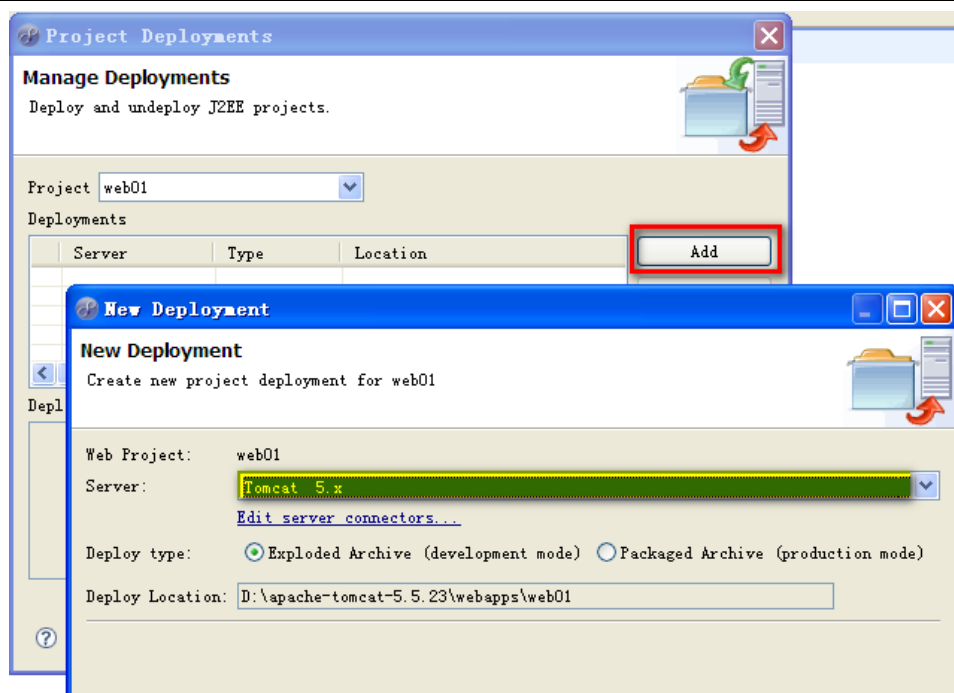 Project Deployments
Manage Deployments
Deploy and undeploy J2EE projects.
Project web01
Deployments
Server Type Location
Add
New Deployment
New Deployment
Create new project deployment for web01
Depl
Web Project: web01
Server: Tomcat 5.x
Edit server connectors...
Deploy type: Exploded Archive (development mode) Packaged Archive (production mode)
Deploy Location: D:\apache-tomcat-5.5.23\webapps\web01
?